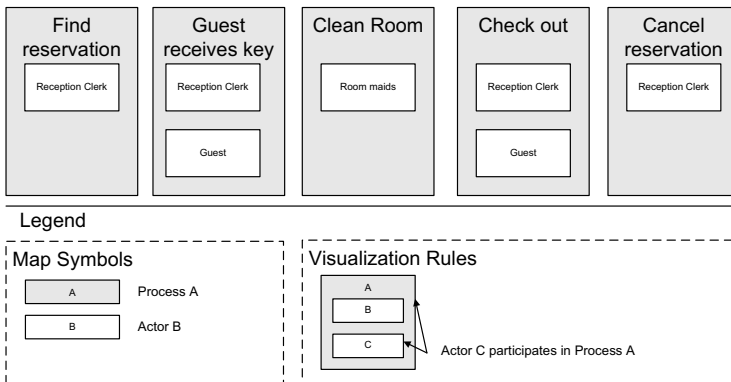 Find
reservation
Reception Clerk
Guest
receives key
Reception Clerk
Guest
Clean Room
Room maids
Check out
Reception Clerk
Guest
Cancel
reservation
Reception Clerk
Legend
Map Symbols
A
Process A
B
Actor B
Visualization Rules
A
B
C
Actor C participates in Process A